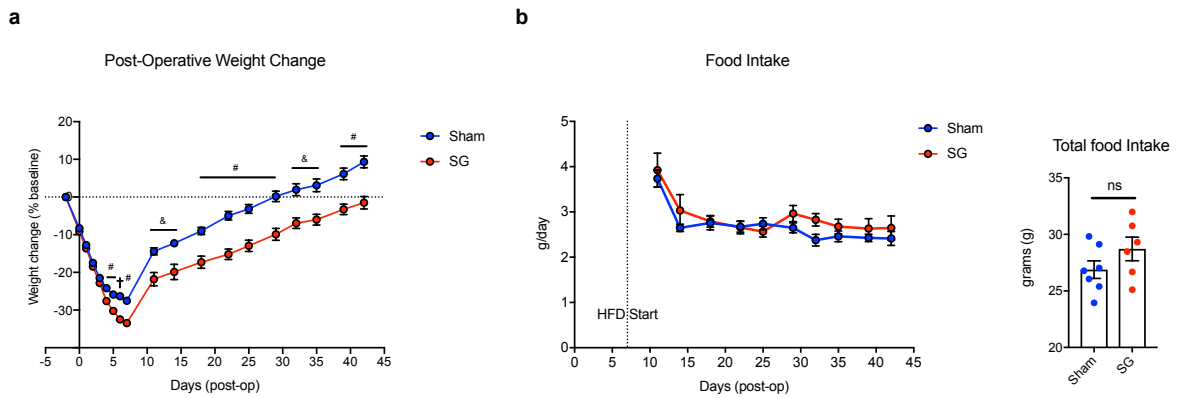 a
Post-Operative Weight Change
Weight change (% baseline)
20
10
0
-10
-20
-30
-5
0
5
10
15
20
25
30
35
40
45
Days (post-op)
#
†
#
&
#
&
#
Sham
SG
b
Food Intake
g/day
5
4
3
2
1
0
0
5
10
15
20
25
30
35
40
45
Days (post-op)
HFD Start
Sham
SG
Total food Intake
ns
grams (g)
35
30
25
20
Sham
SG